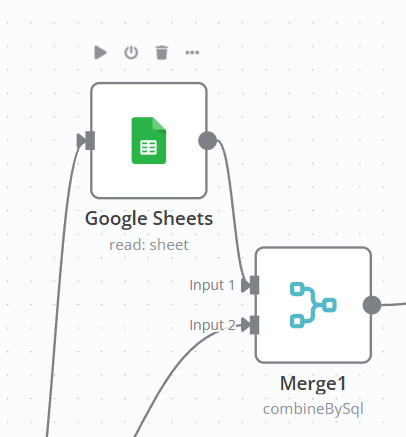 Google Sheets
read: sheet
Input 1
Input 2
Merge1
combineBySql